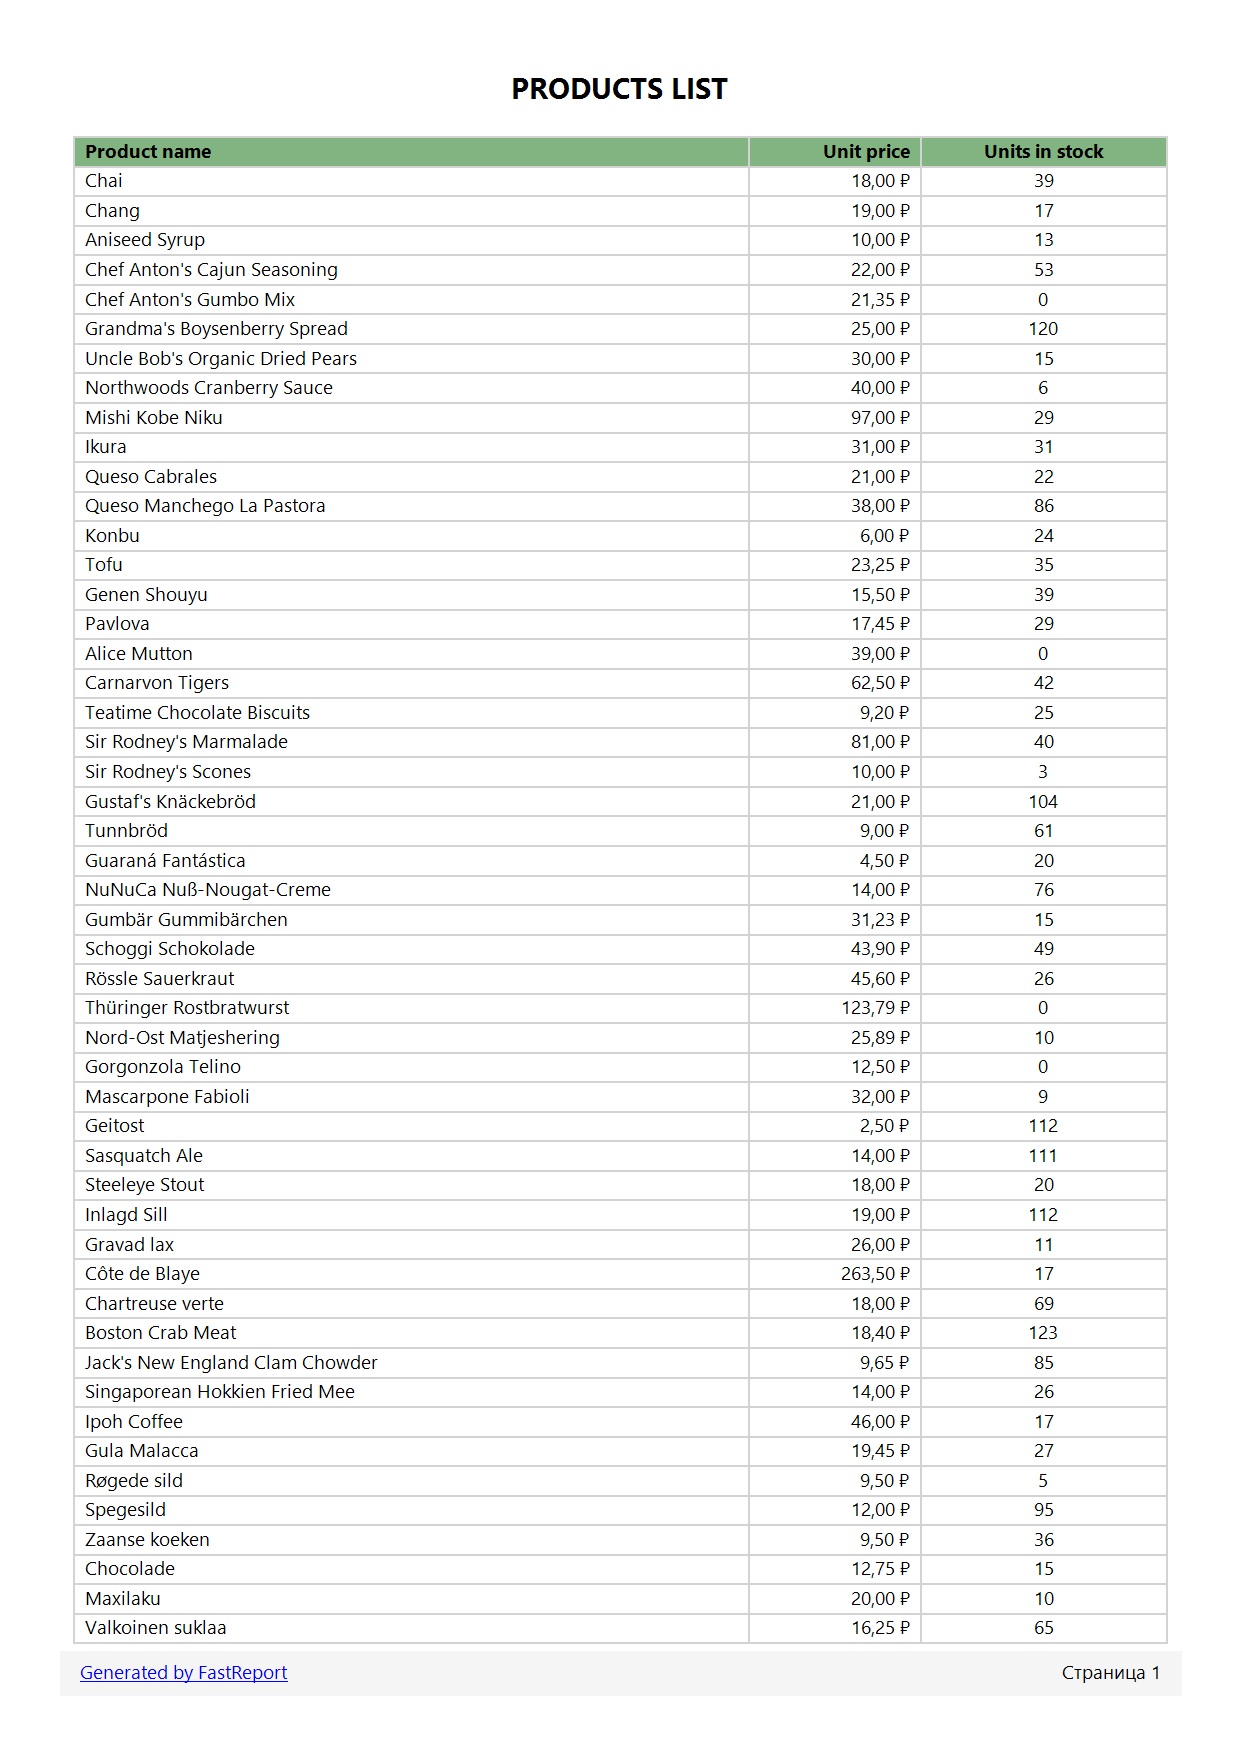 PRODUCTS LIST
Product name Unit price Units in stock
Chai 18,00 ₽ 39
Chang 19,00 ₽ 17
Aniseed Syrup 10,00 ₽ 13
Chef Anton's Cajun Seasoning 22,00 ₽ 53
Chef Anton's Gumbo Mix 21,35 ₽ 0
Grandma's Boysenberry Spread 25,00 ₽ 120
Uncle Bob's Organic Dried Pears 30,00 ₽ 15
Northwoods Cranberry Sauce 40,00 ₽ 6
Mishi Kobe Niku 97,00 ₽ 29
Ikura 31,00 ₽ 31
Queso Cabrales 21,00 ₽ 22
Queso Manchego La Pastora 38,00 ₽ 86
Konbu 6,00 ₽ 24
Tofu 23,25 ₽ 35
Genen Shouyu 15,50 ₽ 39
Pavlova 17,45 ₽ 29
Alice Mutton 39,00 ₽ 0
Carnarvon Tigers 62,50 ₽ 42
Teatime Chocolate Biscuits 9,20 ₽ 25
Sir Rodney's Marmalade 81,00 ₽ 40
Sir Rodney's Scones 10,00 ₽ 3
Gustaf's Knäckebröd 21,00 ₽ 104
Tunnbröd 9,00 ₽ 61
Guaraná Fantástica 4,50 ₽ 20
NuNuCa Nuß-Nougat-Creme 14,00 ₽ 76
Gumbär Gummibärchen 31,23 ₽ 15
Schoggi Schokolade 43,90 ₽ 49
Rössle Sauerkraut 45,60 ₽ 26
Thüringer Rostbratwurst 123,79 ₽ 0
Nord-Ost Matjeshering 25,89 ₽ 10
Gorgonzola Telino 12,50 ₽ 0
Mascarpone Fabioli 32,00 ₽ 9
Geitost 2,50 ₽ 112
Sasquatch Ale 14,00 ₽ 111
Steeleye Stout 18,00 ₽ 20
Inlagd Sill 19,00 ₽ 112
Gravad lax 26,00 ₽ 11
Côte de Blaye 263,50 ₽ 17
Chartreuse verte 18,00 ₽ 69
Boston Crab Meat 18,40 ₽ 123
Jack's New England Clam Chowder 9,65 ₽ 85
Singaporean Hokkien Fried Mee 14,00 ₽ 26
Ipoh Coffee 46,00 ₽ 17
Gula Malacca 19,45 ₽ 27
Røgede sild 9,50 ₽ 5
Spegesild 12,00 ₽ 95
Zaanse koeken 9,50 ₽ 36
Chocolade 12,75 ₽ 15
Maxilaku 20,00 ₽ 10
Valkoinen suklaa 16,25 ₽ 65
Generated by FastReport Страница 1